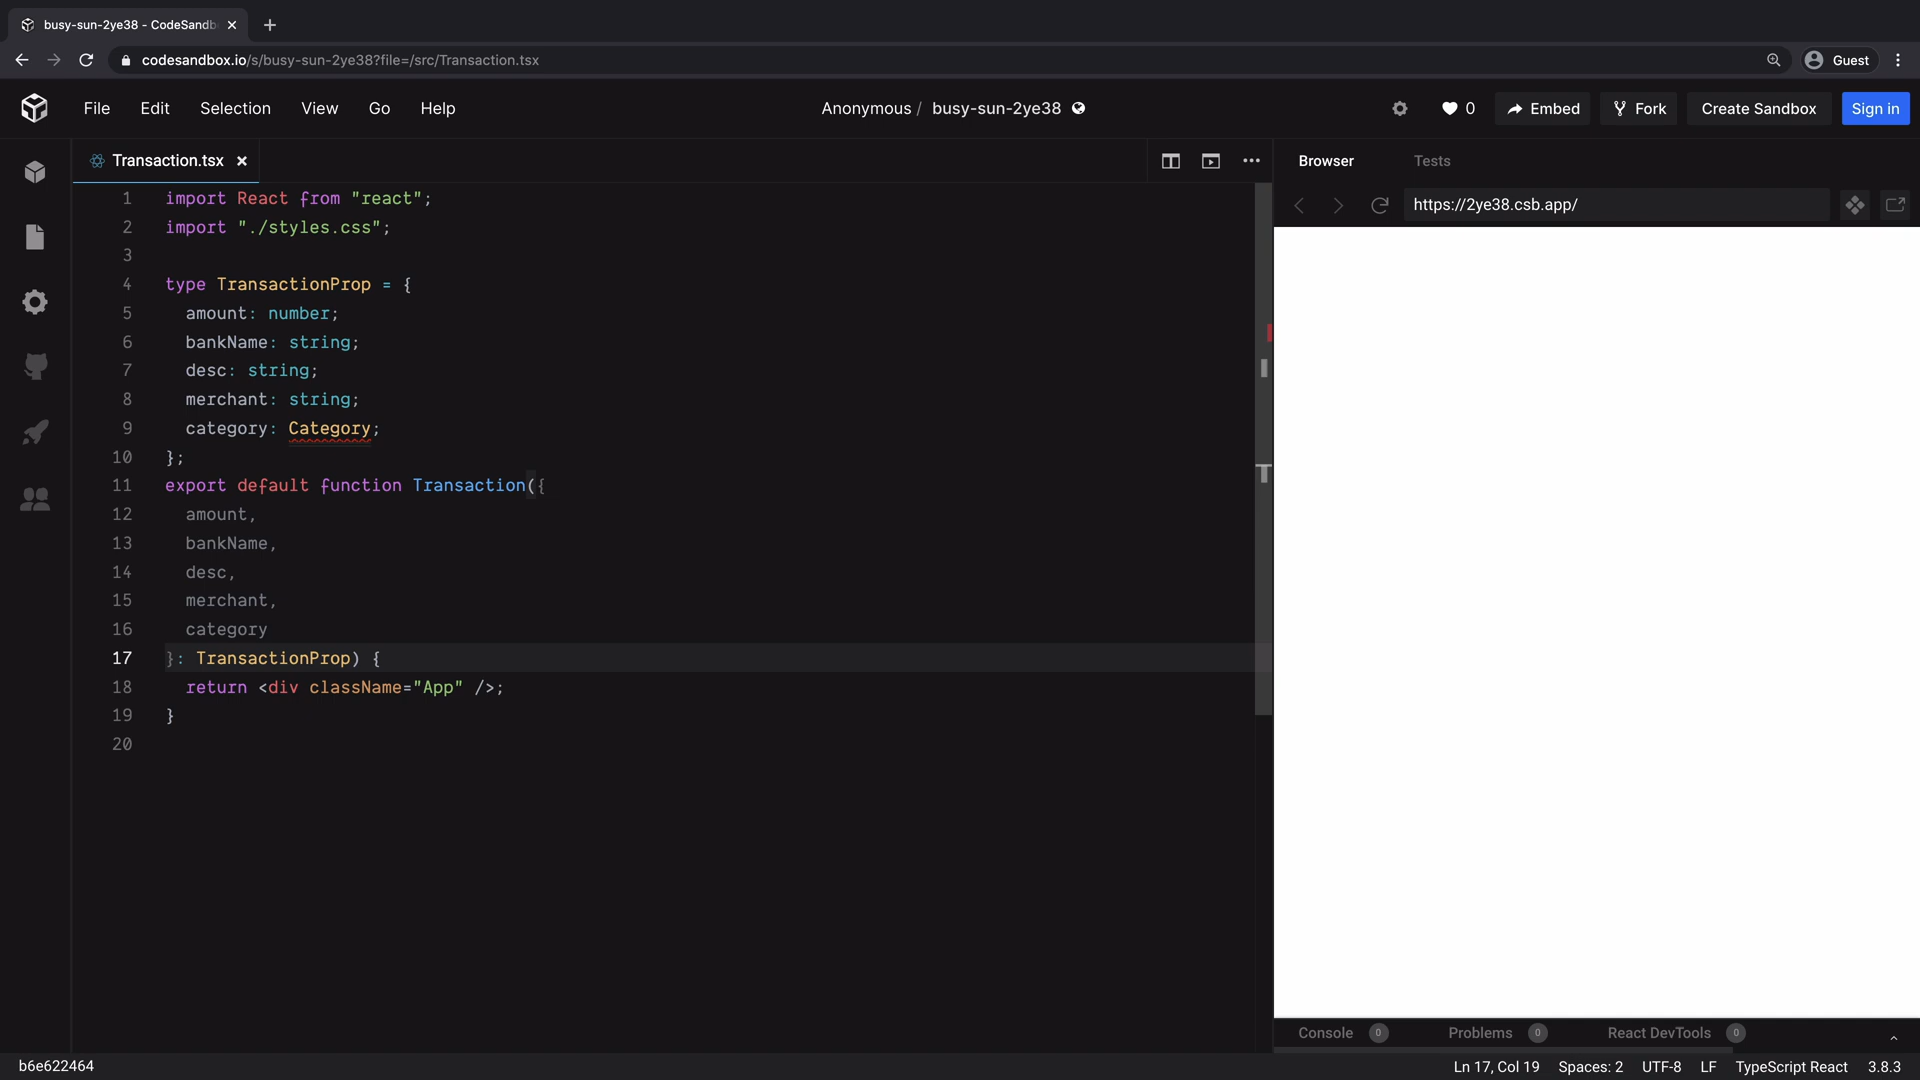 busy-sun-2ye38 - CodeSandb
codesandbox.io/s/busy-sun-2ye38?file=/src/Transaction.tsx
Guest
File Edit Selection View Go Help
Anonymous / busy-sun-2ye38
0 Embed Fork Create Sandbox Sign in
Transaction.tsx
Browser Tests
https://2ye38.csb.app/
1 import React from "react";
2 import "./styles.css";
3
4 type TransactionProp = {
5 amount: number;
6 bankName: string;
7 desc: string;
8 merchant: string;
9 category: Category;
10 };
11 export default function Transaction({
12 amount,
13 bankName,
14 desc,
15 merchant,
16 category
17 }: TransactionProp) {
18 return <div className="App" />;
19 }
20
Console 0 Problems 0 React DevTools 0
b6e622464
Ln 17, Col 19 Spaces: 2 UTF-8 LF TypeScript React 3.8.3